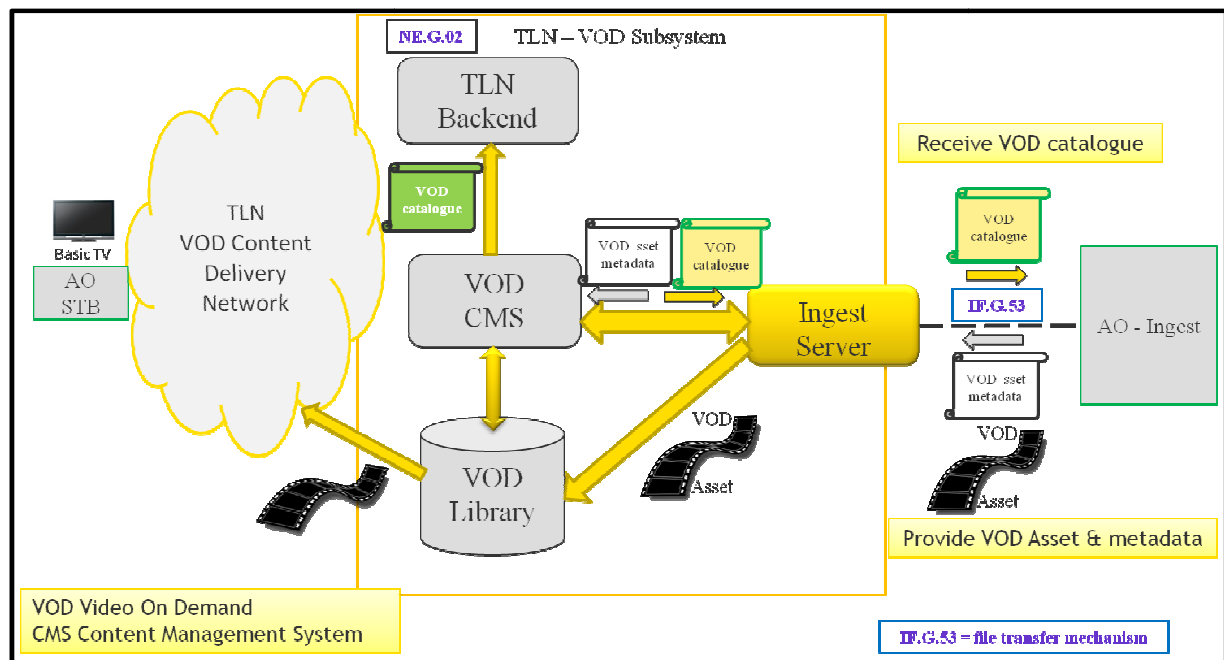 NE.G.02
TLN – VOD Subsystem
TLN
Backend
VOD
catalogue
TLN
VOD Content
Delivery
Network
Basic TV
AO
STB
VOD sset
metadata
VOD
catalogue
VOD
CMS
Ingest
Server
VOD
Library
VOD
Asset
Receive VOD catalogue
VOD
catalogue
IF.G.53
AO - Ingest
VOD sset
metadata
VOD
Asset
Provide VOD Asset & metadata
VOD Video On Demand
CMS Content Management System
IF.G.53 = file transfer mechanism